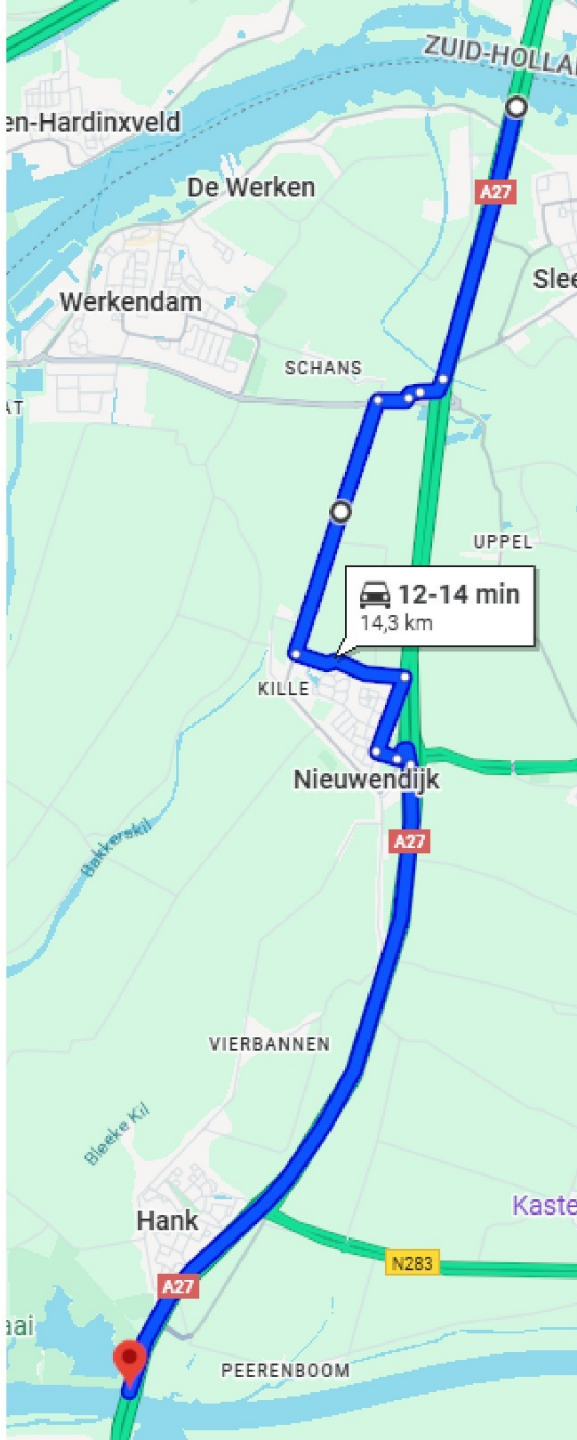 ZUID-HOLLA
en-Hardinxveld
De Werken
A27
Slee
Werkendam
SCHANS
AT
UPPEL
12-14 min
14,3 km
KILLE
Nieuwendijk
A27
Bakkerskil
VIERBANNEN
Bleeke Kil
Kaste
Hank
N283
A27
aai
PEERENBOOM